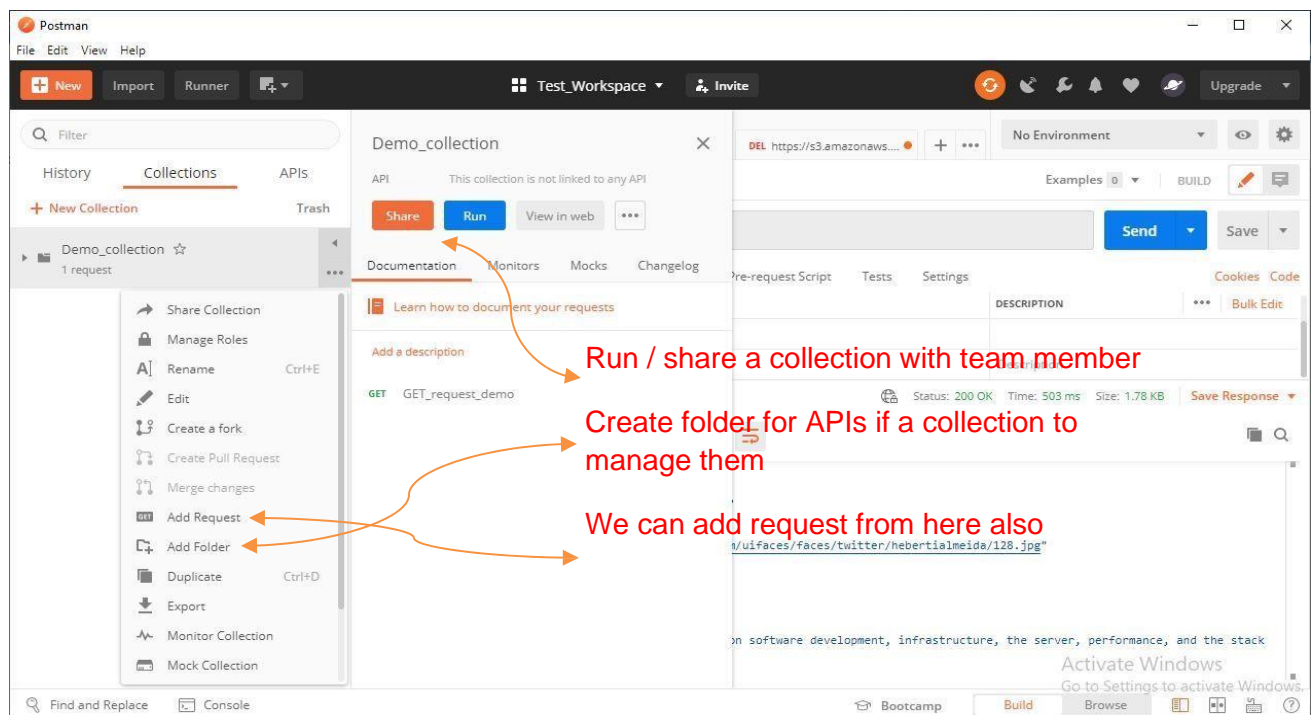 Postman
File Edit View Help
New Import Runner Test_Workspace Invite Upgrade
Filter
History Collections APIs
+ New Collection Trash
Demo_collection
1 request
Share Collection
Manage Roles
Rename Ctrl+E
Edit
Create a fork
Create Pull Request
Merge changes
GET Add Request
Add Folder
Duplicate Ctrl+D
Export
Monitor Collection
Mock Collection
Demo_collection
API This collection is not linked to any API
Share Run View in web
Documentation Monitors Mocks Changelog
Learn how to document your requests
Add a description
GET GET_request_demo
DEL https://s3.amazonaws.... + No Environment
Examples 0 BUILD
Send Save
Pre-request Script Tests Settings Cookies Code
DESCRIPTION Bulk Edit
Run / share a collection with team member
Status: 200 OK Time: 503 ms Size: 1.78 KB Save Response
Create folder for APIs if a collection to
manage them
We can add request from here also
/uifaces/faces/twitter/hebertialmeida/128.jpg"
software development, infrastructure, the server, performance, and the stack
Activate Windows
Go to Settings to activate Windows.
Find and Replace Console Bootcamp Build Browse